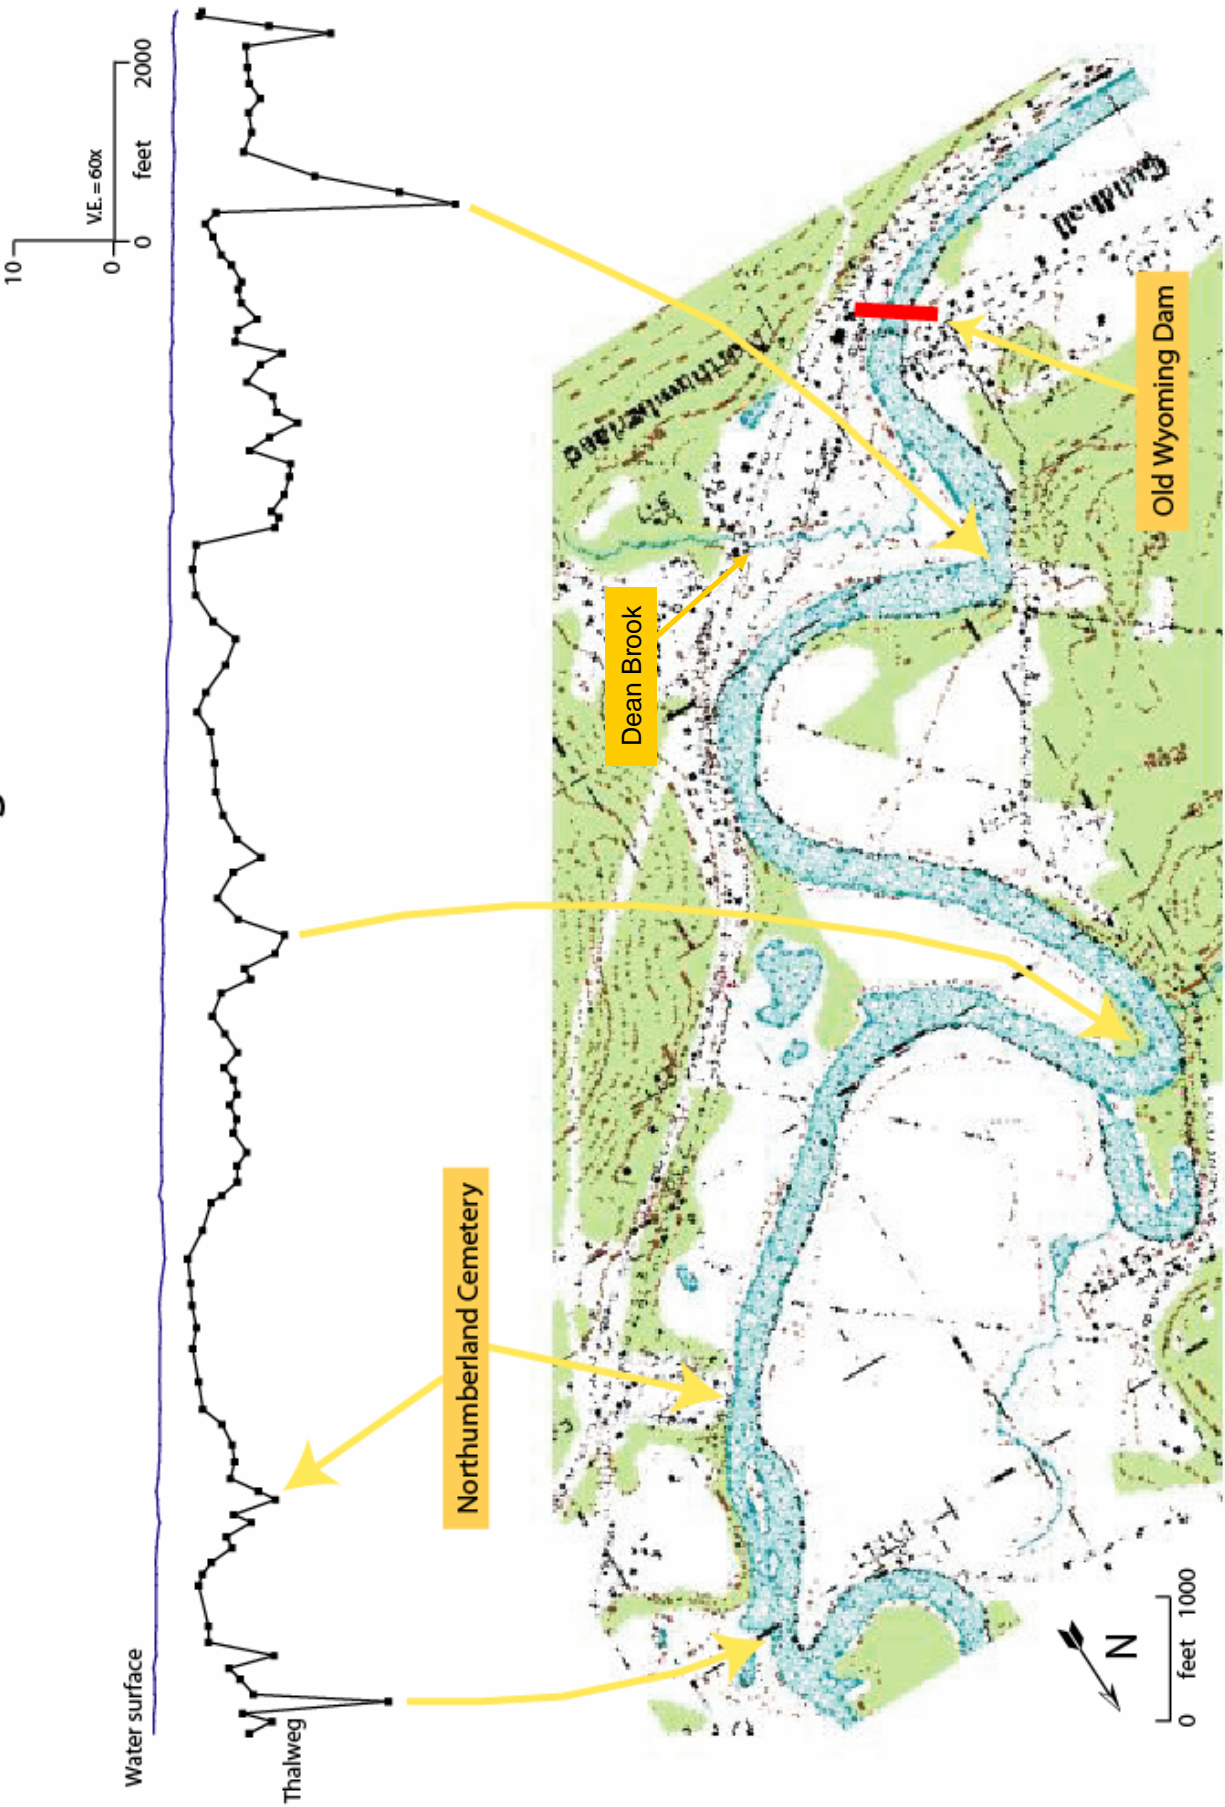 10
0
V.E. = 60x
0
feet
2000
Water surface
Thalweg
Northumberland Cemetery
Dean Brook
Old Wyoming Dam
Northumberland
Guildhall
N
0
feet
1000